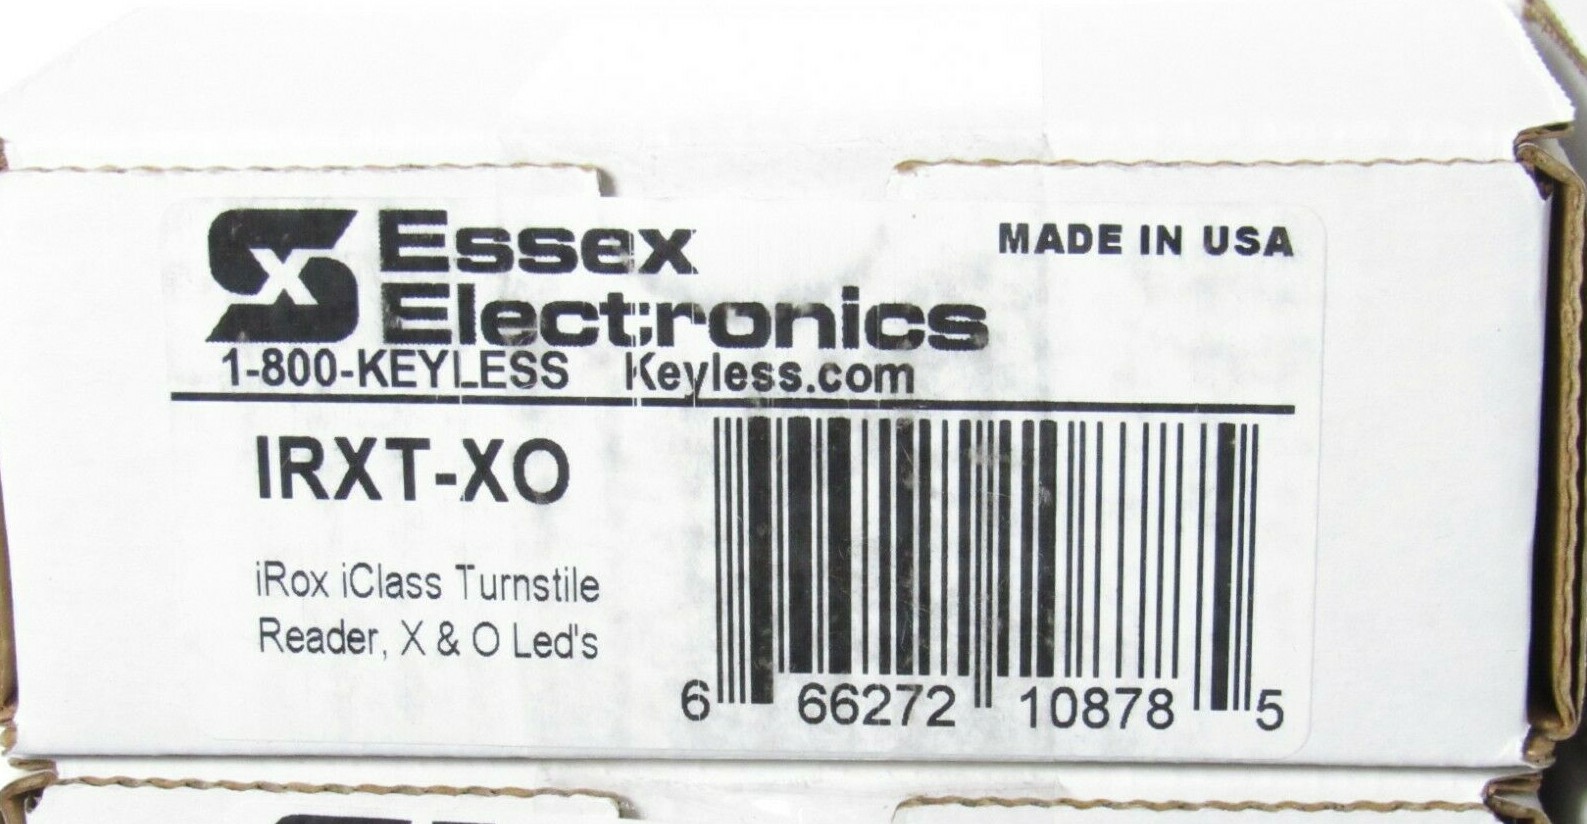 Essex
Electronics
MADE IN USA
1-800-KEYLESS Keyless.com
IRXT-XO
iRox iClass Turnstile
Reader, X & O Led's
6 66272 10878 5